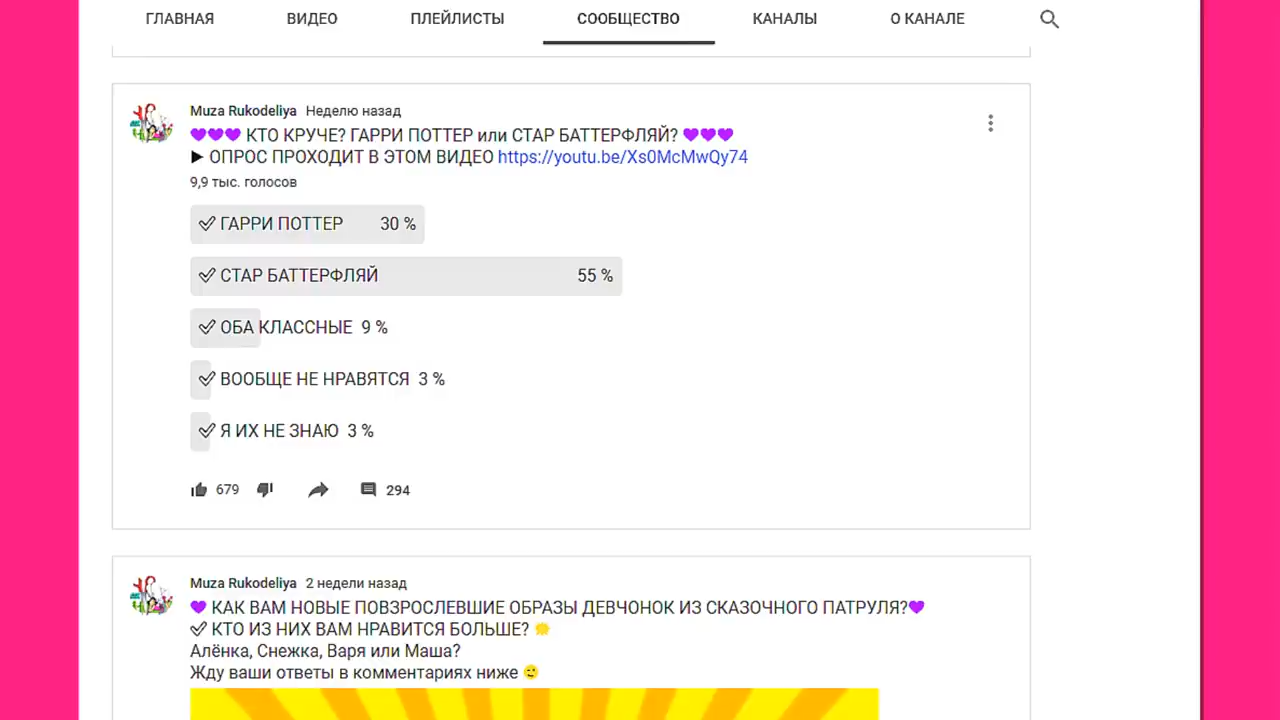 ГЛАВНАЯ ВИДЕО ПЛЕЙЛИСТЫ СООБЩЕСТВО КАНАЛЫ О КАНАЛЕ
Muza Rukodeliya Неделю назад
💜💜💜 КТО КРУЧЕ? ГАРРИ ПОТТЕР или СТАР БАТТЕРФЛЯЙ? 💜💜💜
▶ ОПРОС ПРОХОДИТ В ЭТОМ ВИДЕО https://youtu.be/Xs0McMwQy74
9,9 тыс. голосов
✅ ГАРРИ ПОТТЕР 30 %
✅ СТАР БАТТЕРФЛЯЙ 55 %
✅ ОБА КЛАССНЫЕ 9 %
✅ ВООБЩЕ НЕ НРАВЯТСЯ 3 %
✅ Я ИХ НЕ ЗНАЮ 3 %
679 294
Muza Rukodeliya 2 недели назад
💜 КАК ВАМ НОВЫЕ ПОВЗРОСЛЕВШИЕ ОБРАЗЫ ДЕВЧОНОК ИЗ СКАЗОЧНОГО ПАТРУЛЯ?💜
✅ КТО ИЗ НИХ ВАМ НРАВИТСЯ БОЛЬШЕ?
Алёнка, Снежка, Варя или Маша?
Жду ваши ответы в комментариях ниже 😉